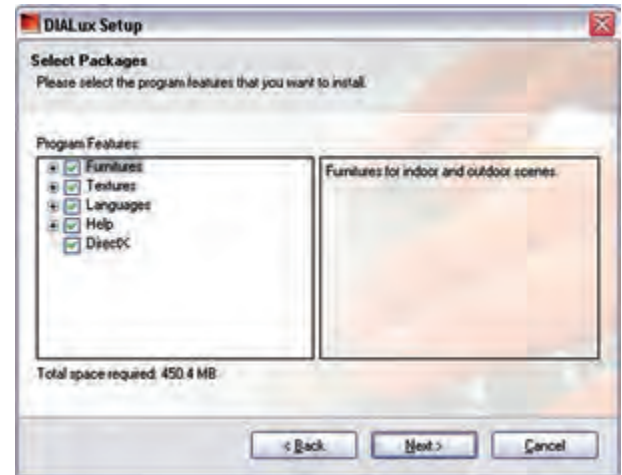 DIALux Setup
Select Packages
Please select the program features that you want to install.
Program Features:
Furnitures
Textures
Languages
Help
DirectX
Furnitures for indoor and outdoor scenes.
Total space required: 450.4 MB
< Back
Next >
Cancel